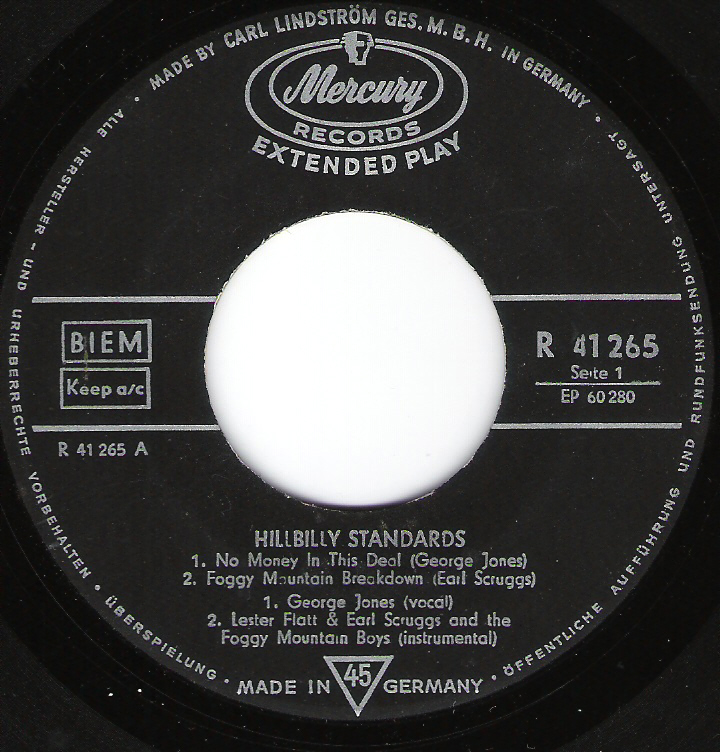 MADE BY CARL LINDSTRÖM GES. M. B. H. IN GERMANY •
Mercury
RECORDS
EXTENDED PLAY
BIEM
Keep a/c
R 41 265 A
R 41 265
Seite 1
EP 60 280
HILLBILLY STANDARDS
1. No Money In This Deal (George Jones)
2. Foggy Mountain Breakdown (Earl Scruggs)
1. George Jones (vocal)
2. Lester Flatt & Earl Scruggs and the
Foggy Mountain Boys (instrumental)
MADE IN 45 GERMANY
ALLE HERSTELLER - UND URHEBERRECHTE VORBEHALTEN • ÜBERSPIELUNG • ÖFFENTLICHE AUFFÜHRUNG UND RUNDFUNKSENDUNG UNTERSAGT •